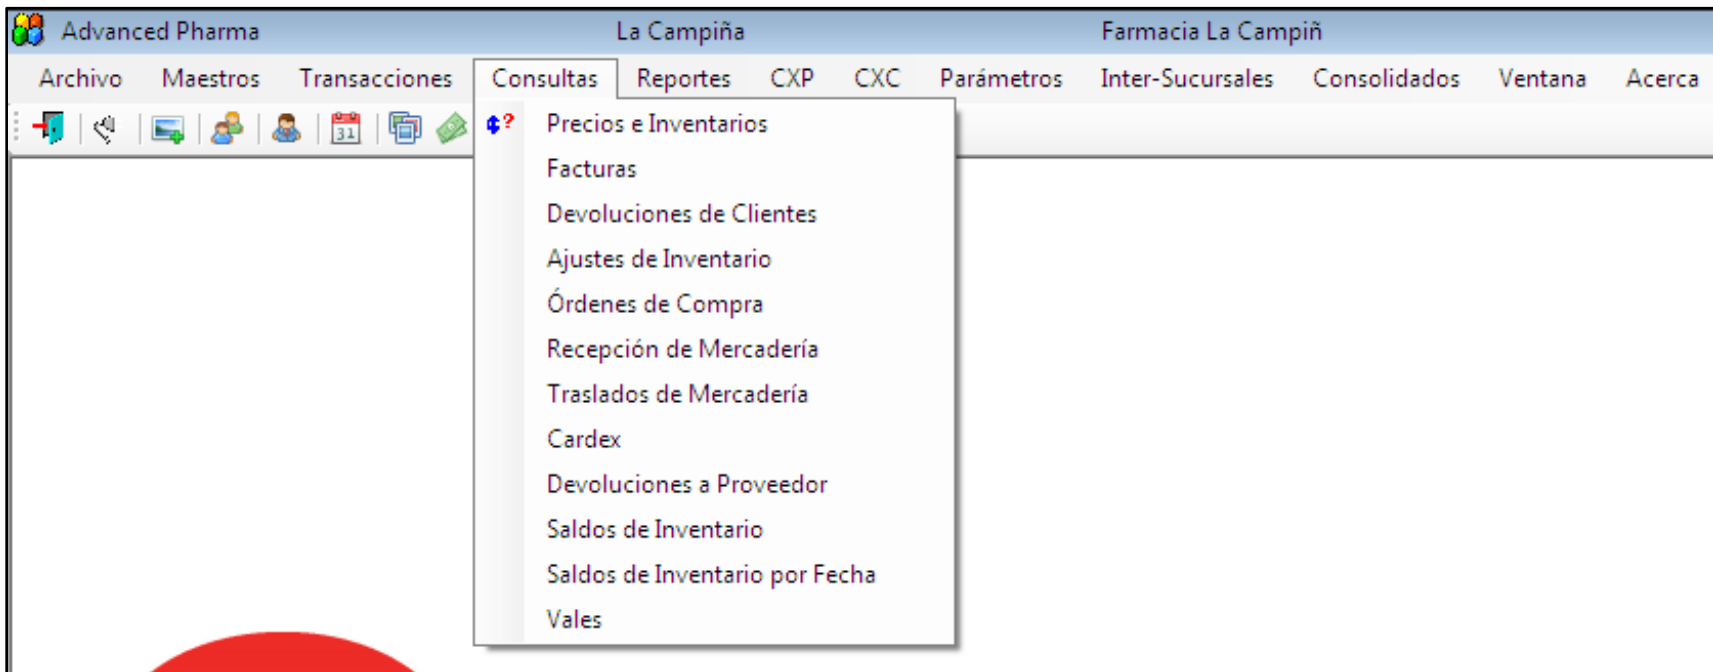 Advanced Pharma La Campiña Farmacia La Campiñ
Archivo Maestros Transacciones Consultas Reportes CXP CXC Parámetros Inter-Sucursales Consolidados Ventana Acerca
31
¢? Precios e Inventarios
Facturas
Devoluciones de Clientes
Ajustes de Inventario
Órdenes de Compra
Recepción de Mercadería
Traslados de Mercadería
Cardex
Devoluciones a Proveedor
Saldos de Inventario
Saldos de Inventario por Fecha
Vales